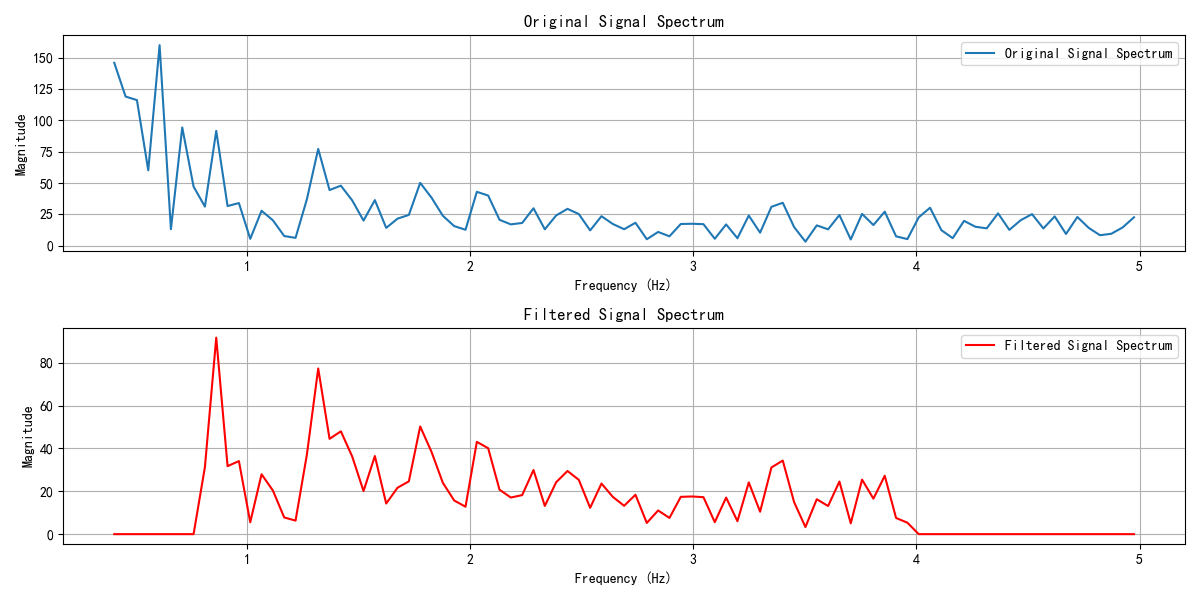 Original Signal Spectrum
Original Signal Spectrum
150
125
100
75
50
25
0
Magnitude
1 2 3 4 5
Frequency (Hz)
Filtered Signal Spectrum
Filtered Signal Spectrum
80
60
40
20
0
Magnitude
1 2 3 4 5
Frequency (Hz)